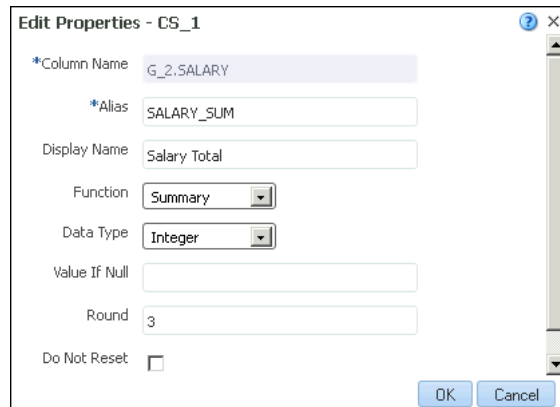 Edit Properties - CS_1
*Column Name G_2.SALARY
*Alias SALARY_SUM
Display Name Salary Total
Function Summary
Data Type Integer
Value If Null
Round 3
Do Not Reset
OK Cancel